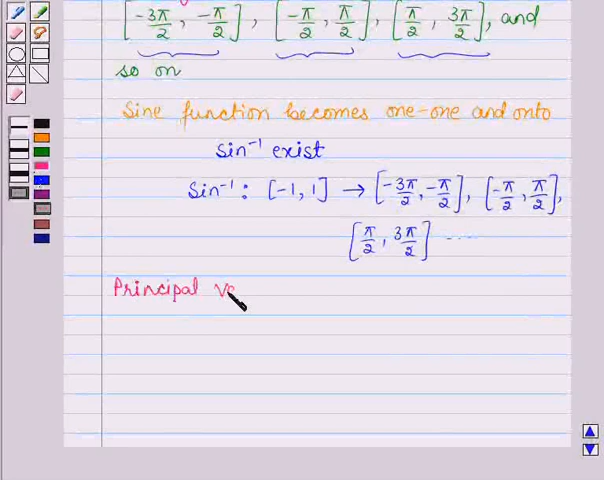 [-3π/2, -π/2], [-π/2, π/2], [π/2, 3π/2], and
so on
Sine function becomes one-one and onto
Sin⁻¹ exist
Sin⁻¹ : [-1, 1] → [-3π/2, -π/2], [-π/2, π/2],
[π/2, 3π/2] ....
Principal